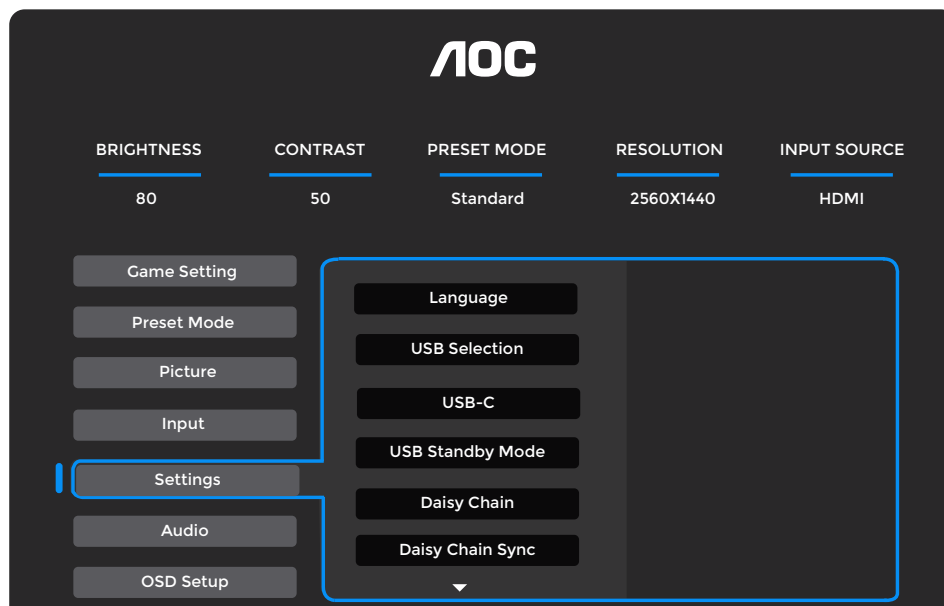 AOC
BRIGHTNESS CONTRAST PRESET MODE RESOLUTION INPUT SOURCE
80 50 Standard 2560X1440 HDMI
Game Setting
Preset Mode
Picture
Input
Settings
Audio
OSD Setup
Language
USB Selection
USB-C
USB Standby Mode
Daisy Chain
Daisy Chain Sync